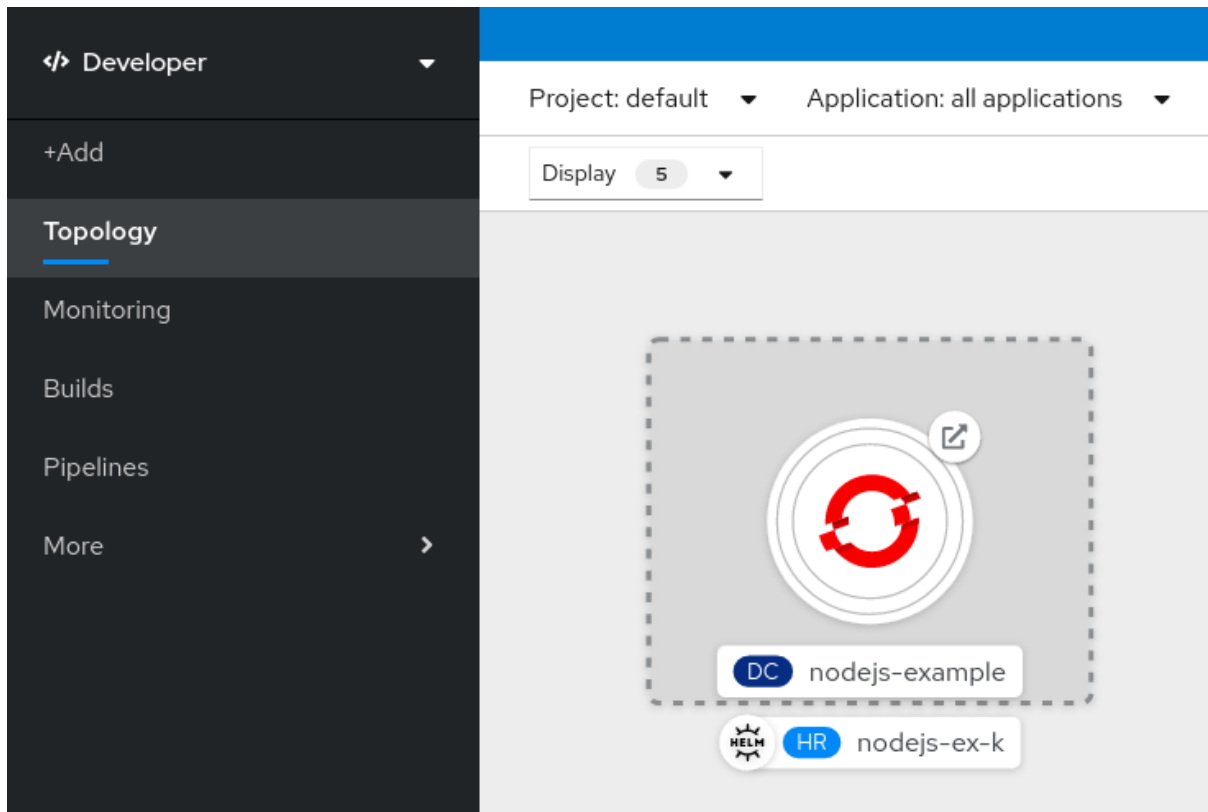 </> Developer
+Add
Topology
Monitoring
Builds
Pipelines
More
Project: default
Application: all applications
Display 5
DC nodejs-example
HELM HR nodejs-ex-k